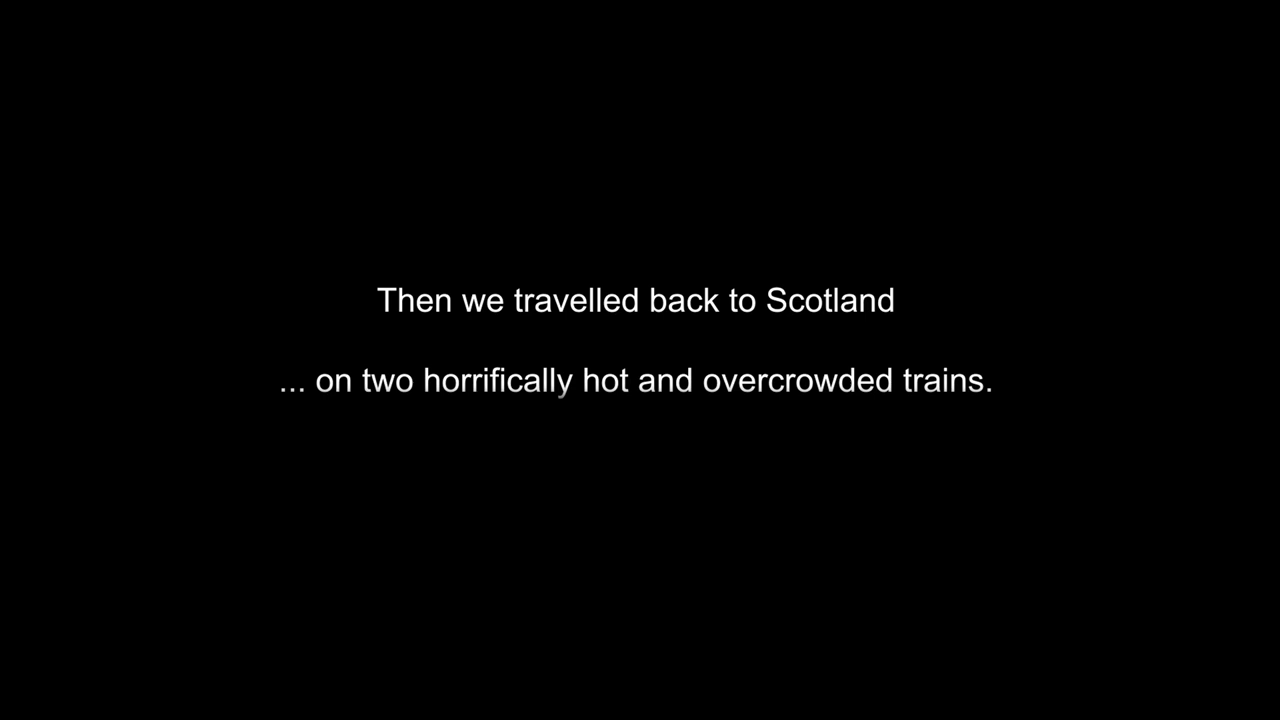 Then we travelled back to Scotland
... on two horrifically hot and overcrowded trains.